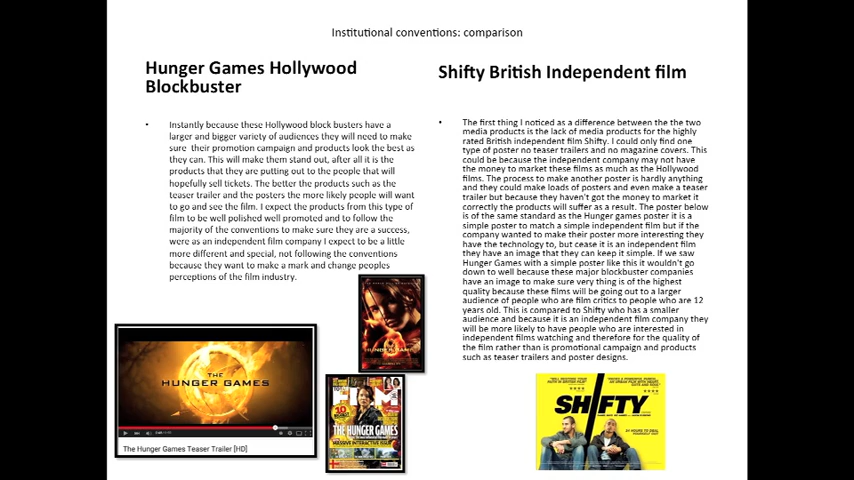 Institutional conventions: comparison
Hunger Games Hollywood
Blockbuster
Instantly because these Hollywood block busters have a
larger and bigger variety of audiences they will need to make
sure their promotion campaign and products look the best as
they can. This will make them stand out, after all it is the
products that they are putting out to the people that will
hopefully sell tickets. The better the products such as the
teaser trailer and the posters the more likely people will want
to go and see the film. I expect the products from this type of
film to be well polished well promoted and to follow the
majority of the conventions to make sure they are a success,
were as an independent film company I expect to be a little
more different and special, not following the conventions
because they want to make a mark and change peoples
perceptions of the film industry.
Shifty British Independent film
The first thing I noticed as a difference between the the two
media products is the lack of media products for the highly
rated British independent film Shifty. I could only find one
type of poster no teaser trailers and no magazine covers. This
could be because the independent company may not have
the money to market these films as much as the Hollywood
films. The process to make another poster is hardly anything
and they could make loads of posters and even make a teaser
trailer but because they haven't got the money to market it
correctly the products will suffer as a result. The poster below
is of the same standard as the Hunger games poster it is a
simple poster to match a simple independent film but if the
company wanted to make their poster more interesting they
have the technology to, but cease it is an independent film
they have an image that they can keep it simple. If we saw
Hunger Games with a simple poster like this it wouldn't go
down to well because these major blockbuster companies
have an image to make sure very thing is of the highest
quality because these films will be going out to a larger
audience of people who are film critics to people who are 12
years old. This is compared to Shifty who has a smaller
audience and because it is an independent film company they
will be more likely to have people who are interested in
independent films watching and therefore for the quality of
the film rather than is promotional campaign and products
such as teaser trailers and poster designs.
THE
HUNGER GAMES
The Hunger Games Teaser Trailer [HD]
THE HUNGER GAMES
SHIFTY